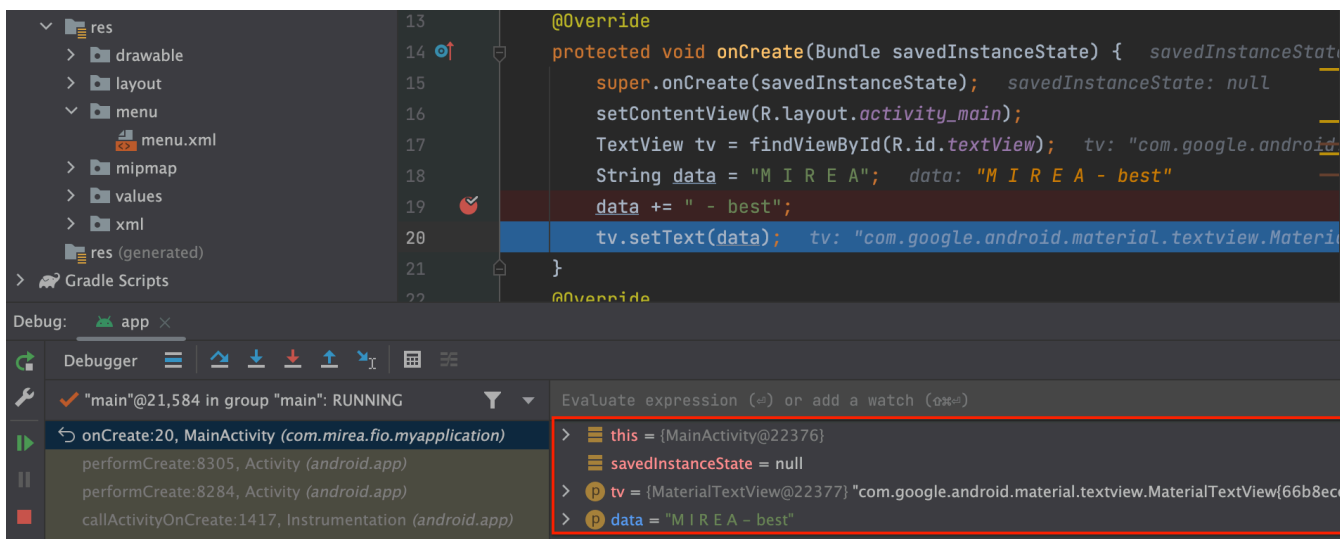 res
drawable
layout
menu
menu.xml
mipmap
values
xml
res (generated)
Gradle Scripts
13 @Override
14 protected void onCreate(Bundle savedInstanceState) { savedInstanceState
15 super.onCreate(savedInstanceState); savedInstanceState: null
16 setContentView(R.layout.activity_main);
17 TextView tv = findViewById(R.id.textView); tv: "com.google.android
18 String data = "M I R E A"; data: "M I R E A - best"
19 data += " - best";
20 tv.setText(data); tv: "com.google.android.material.textview.Materi
21 }
22 @Override
Debug: app
Debugger
"main"@21,584 in group "main": RUNNING
Evaluate expression (⏎) or add a watch (⇧⌘⏎)
onCreate:20, MainActivity (com.mirea.fio.myapplication)
performCreate:8305, Activity (android.app)
performCreate:8284, Activity (android.app)
callActivityOnCreate:1417, Instrumentation (android.app)
this = {MainActivity@22376}
savedInstanceState = null
tv = {MaterialTextView@22377} "com.google.android.material.textview.MaterialTextView{66b8ec
data = "M I R E A – best"